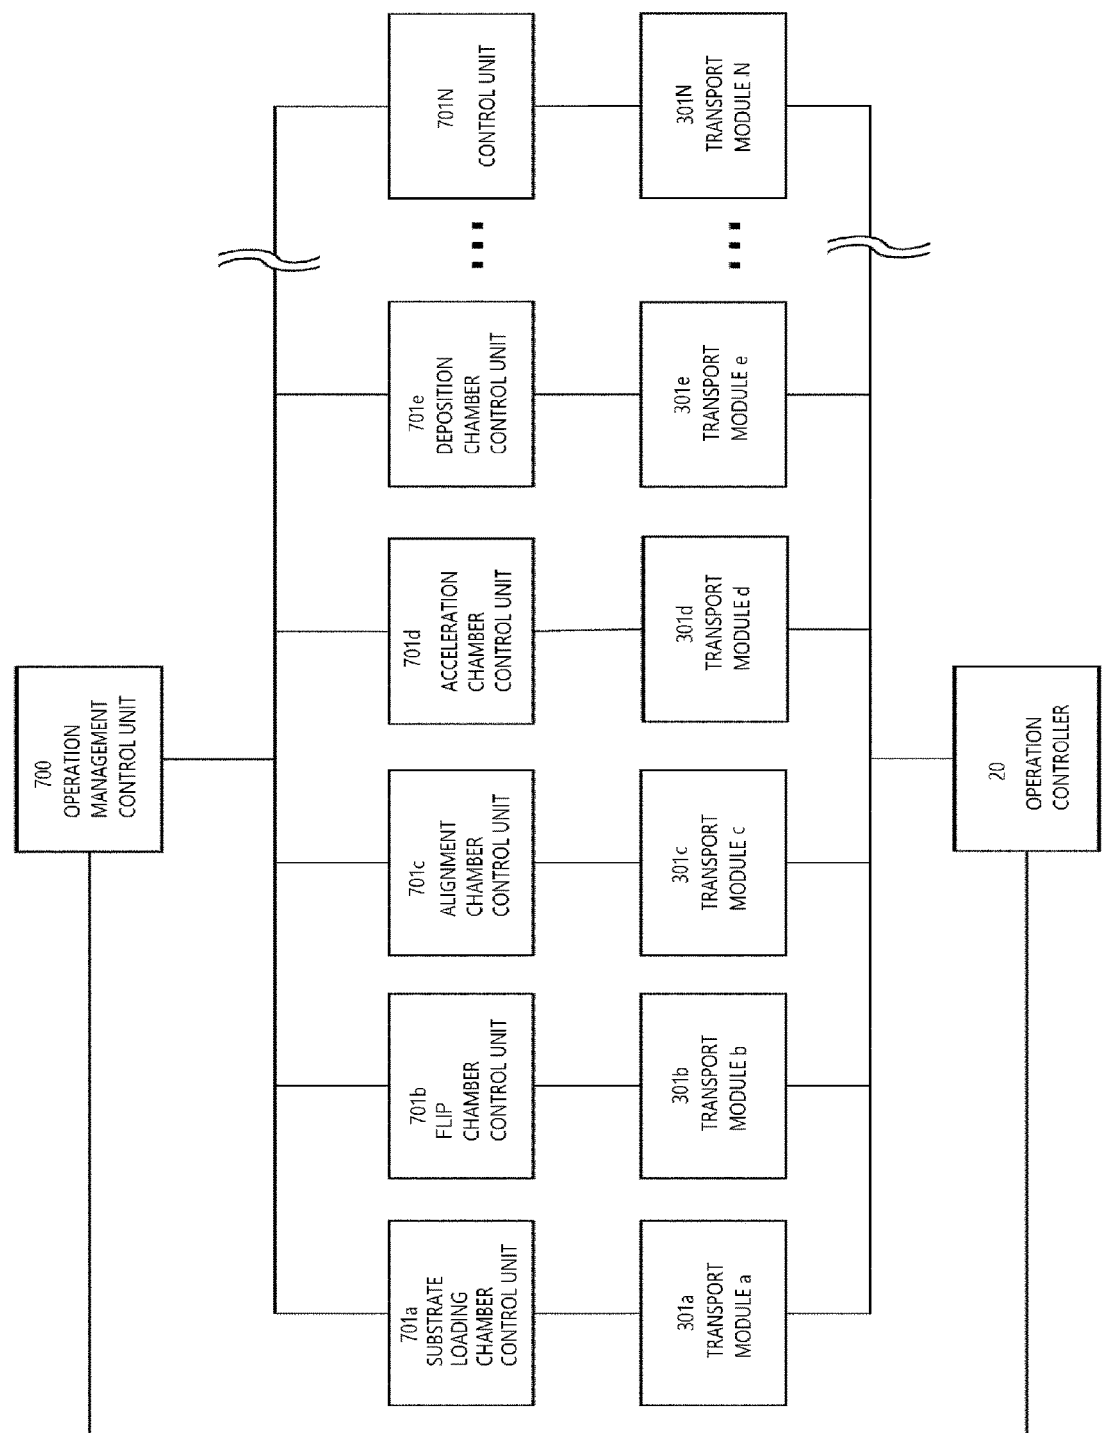 700
OPERATION
MANAGEMENT
CONTROL UNIT
701a
SUBSTRATE
LOADING
CHAMBER
CONTROL UNIT
701b
FLIP
CHAMBER
CONTROL UNIT
701c
ALIGNMENT
CHAMBER
CONTROL UNIT
701d
ACCELERATION
CHAMBER
CONTROL UNIT
701e
DEPOSITION
CHAMBER
CONTROL UNIT
701N
CONTROL UNIT
301a
TRANSPORT
MODULE a
301b
TRANSPORT
MODULE b
301c
TRANSPORT
MODULE c
301d
TRANSPORT
MODULE d
301e
TRANSPORT
MODULE e
301N
TRANSPORT
MODULE N
20
OPERATION
CONTROLLER